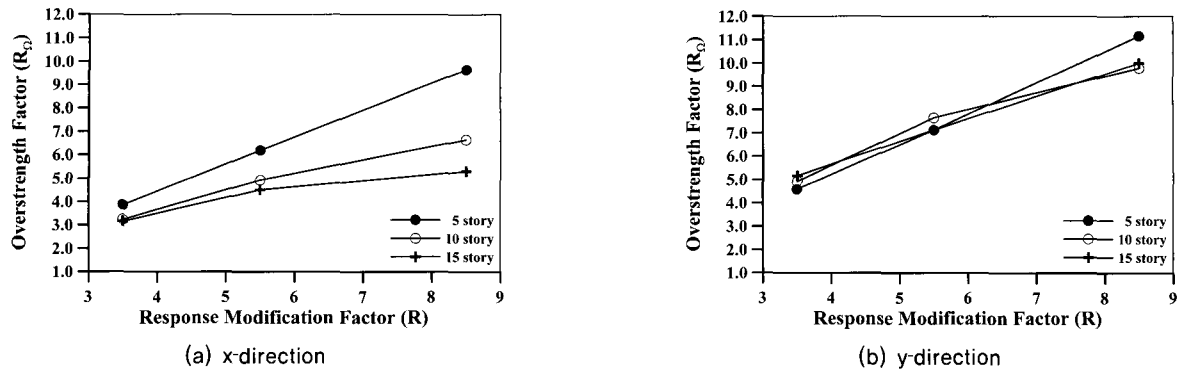 12.0
11.0
10.0
9.0
8.0
7.0
6.0
5.0
4.0
3.0
2.0
1.0
Overstrength Factor (RΩ)
5 story
10 story
15 story
3 4 5 6 7 8 9
Response Modification Factor (R)
(a) x-direction
12.0
11.0
10.0
9.0
8.0
7.0
6.0
5.0
4.0
3.0
2.0
1.0
Overstrength Factor (RΩ)
5 story
10 story
15 story
3 4 5 6 7 8 9
Response Modification Factor (R)
(b) y-direction